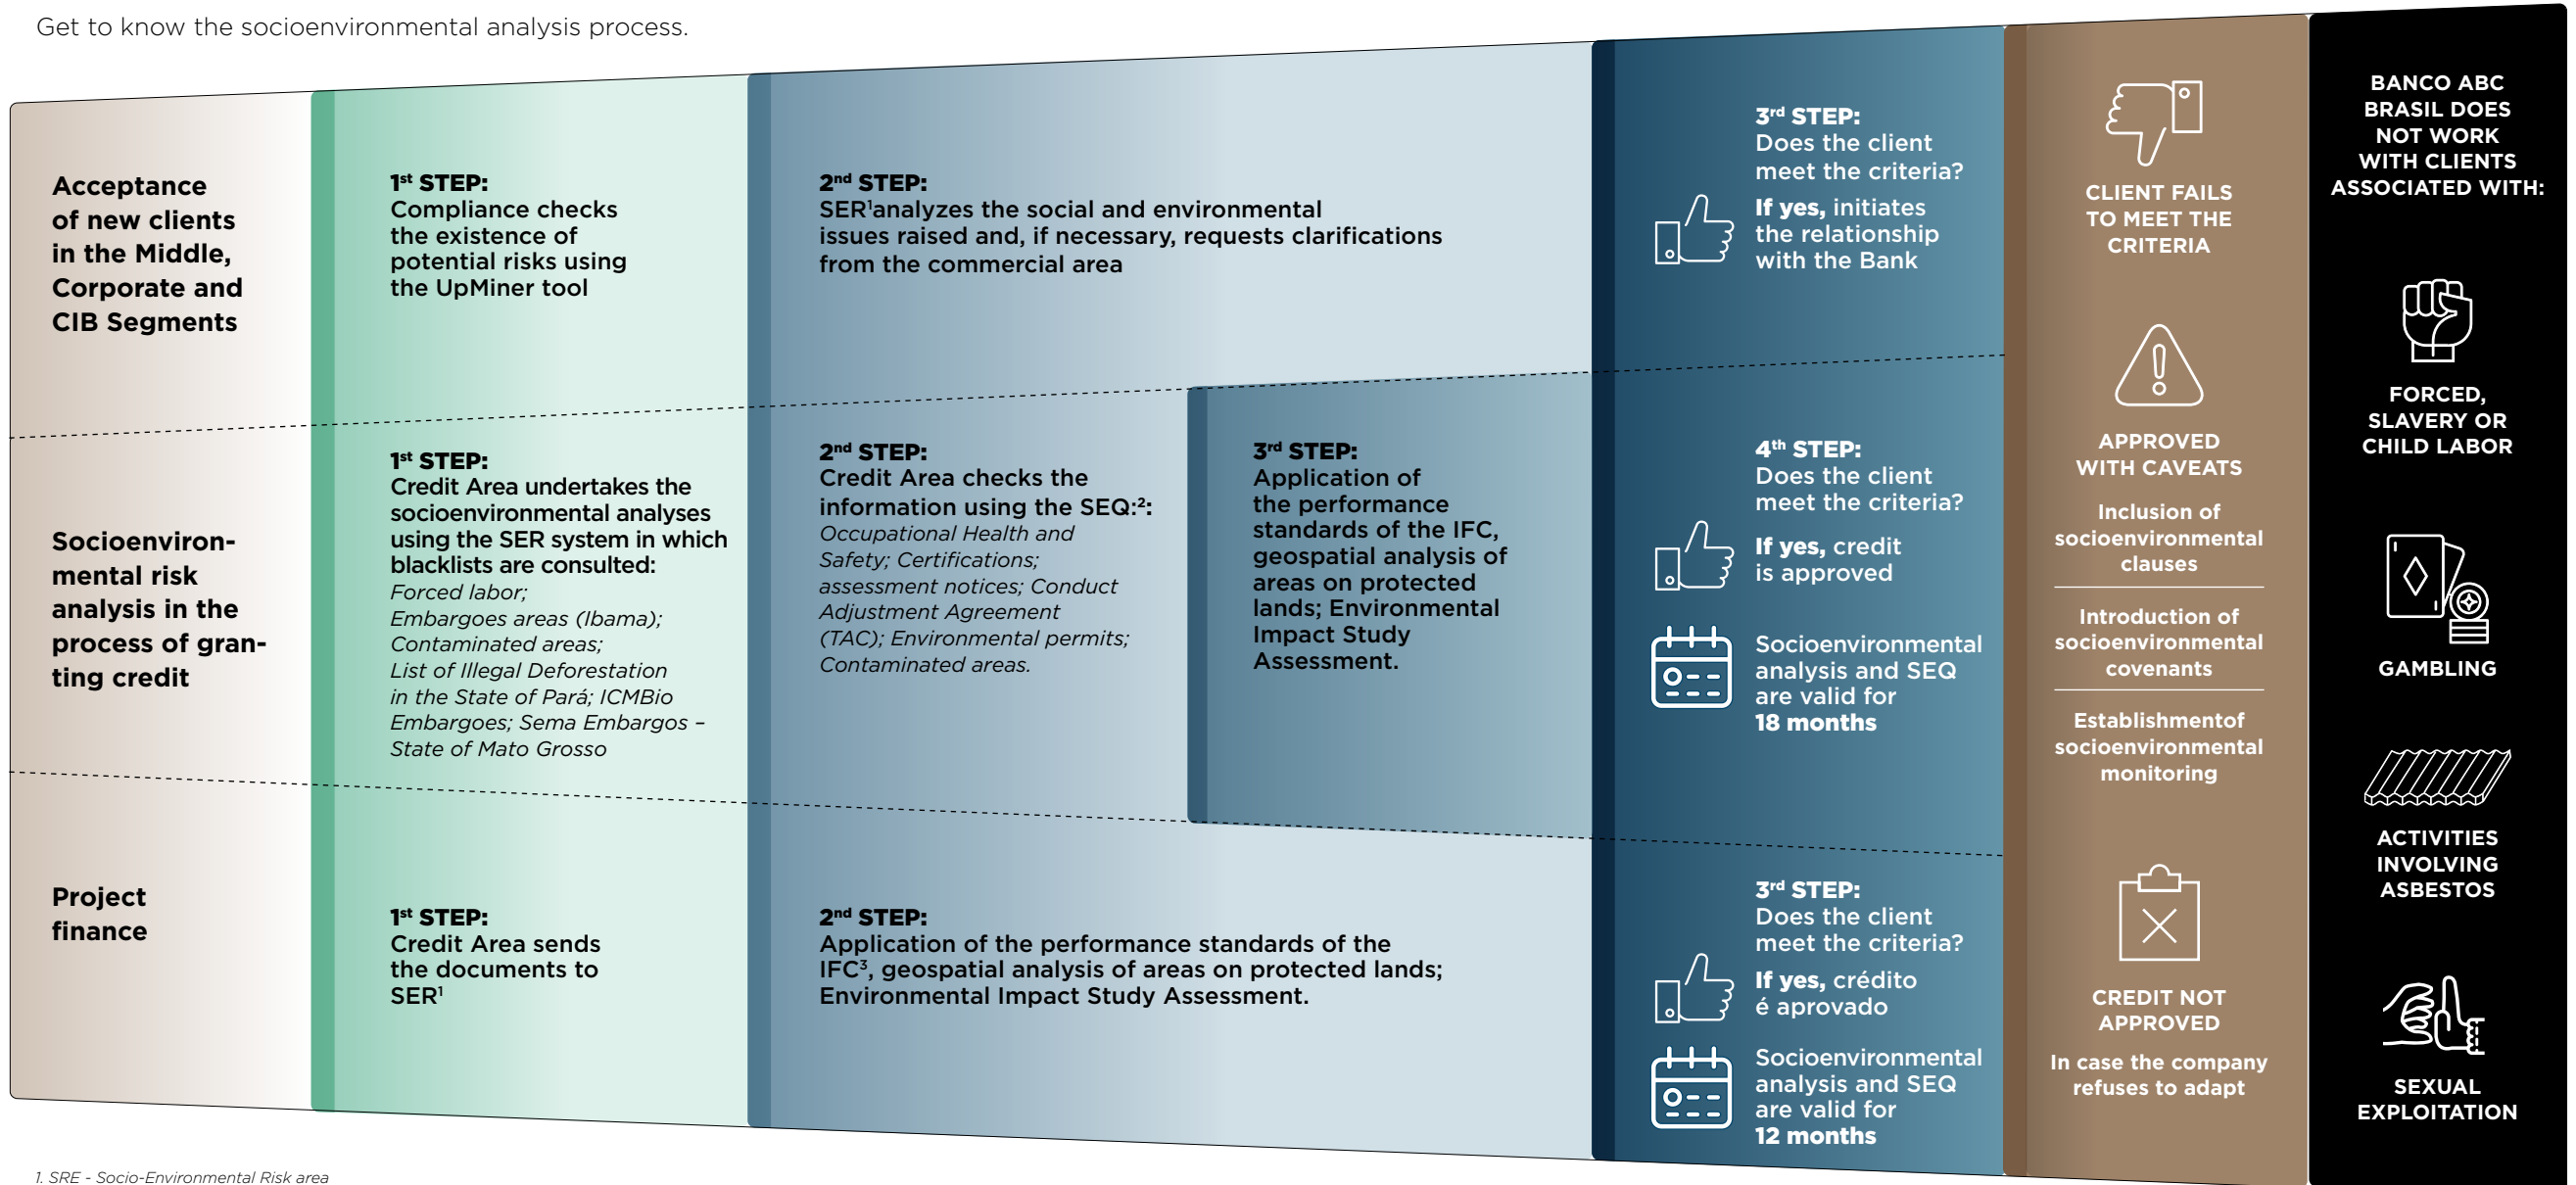 Get to know the socioenvironmental analysis process.
Acceptance
of new clients
in the Middle,
Corporate and
CIB Segments
1st STEP:
Compliance checks
the existence of
potential risks using
the UpMiner tool
2nd STEP:
SER¹analyzes the social and environmental
issues raised and, if necessary, requests clarifications
from the commercial area
3rd STEP:
Does the client
meet the criteria?
If yes, initiates
the relationship
with the Bank
Socioenviron-
mental risk
analysis in the
process of gran-
ting credit
1st STEP:
Credit Area undertakes the
socioenvironmental analyses
using the SER system in which
blacklists are consulted:
Forced labor;
Embargoes areas (Ibama);
Contaminated areas;
List of Illegal Deforestation
in the State of Pará; ICMBio
Embargoes; Sema Embargos –
State of Mato Grosso
2nd STEP:
Credit Area checks the
information using the SEQ:²:
Occupational Health and
Safety; Certifications;
assessment notices; Conduct
Adjustment Agreement
(TAC); Environmental permits;
Contaminated areas.
3rd STEP:
Application of
the performance
standards of the IFC,
geospatial analysis of
areas on protected
lands; Environmental
Impact Study
Assessment.
4th STEP:
Does the client
meet the criteria?
If yes, credit
is approved
Socioenvironmental
analysis and SEQ
are valid for
18 months
Project
finance
1st STEP:
Credit Area sends
the documents to
SER¹
2nd STEP:
Application of the performance standards of the
IFC³, geospatial analysis of areas on protected lands;
Environmental Impact Study Assessment.
3rd STEP:
Does the client
meet the criteria?
If yes, crédito
é aprovado
Socioenvironmental
analysis and SEQ
are valid for
12 months
CLIENT FAILS
TO MEET THE
CRITERIA
APPROVED
WITH CAVEATS
Inclusion of
socioenvironmental
clauses
Introduction of
socioenvironmental
covenants
Establishmentof
socioenvironmental
monitoring
CREDIT NOT
APPROVED
In case the company
refuses to adapt
BANCO ABC
BRASIL DOES
NOT WORK
WITH CLIENTS
ASSOCIATED WITH:
FORCED,
SLAVERY OR
CHILD LABOR
GAMBLING
ACTIVITIES
INVOLVING
ASBESTOS
SEXUAL
EXPLOITATION
1. SRE - Socio-Environmental Risk area